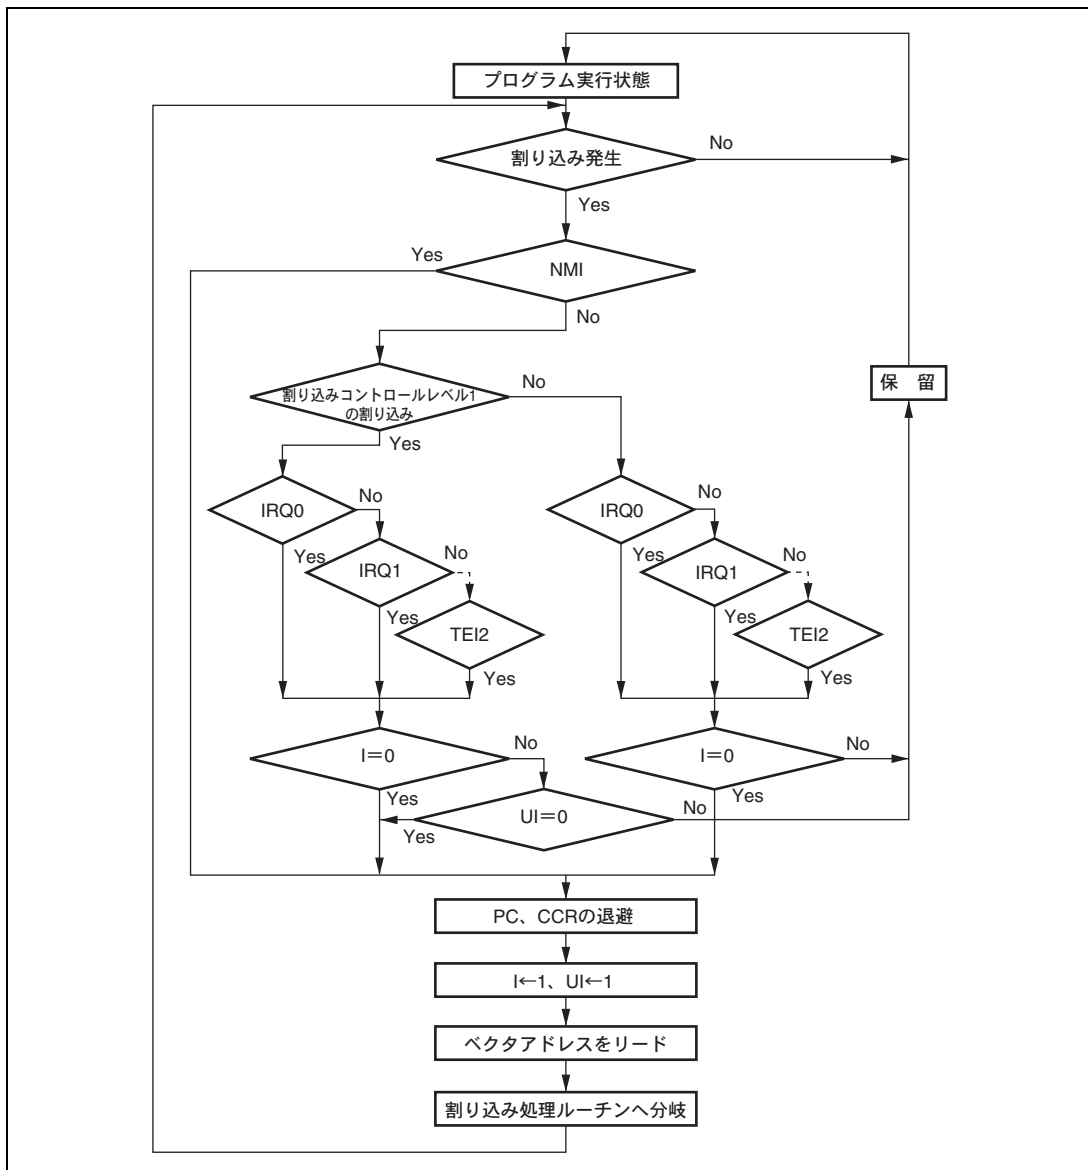 プログラム実行状態
割り込み発生
No
Yes
Yes
NMI
No
割り込みコントロールレベル1
の割り込み
No
Yes
保 留
IRQ0
No
Yes
IRQ1
No
Yes
TEI2
Yes
IRQ0
No
Yes
IRQ1
No
Yes
TEI2
Yes
I=0
No
Yes
UI=0
Yes
No
I=0
No
Yes
PC、CCRの退避
I←1、UI←1
ベクタアドレスをリード
割り込み処理ルーチンへ分岐